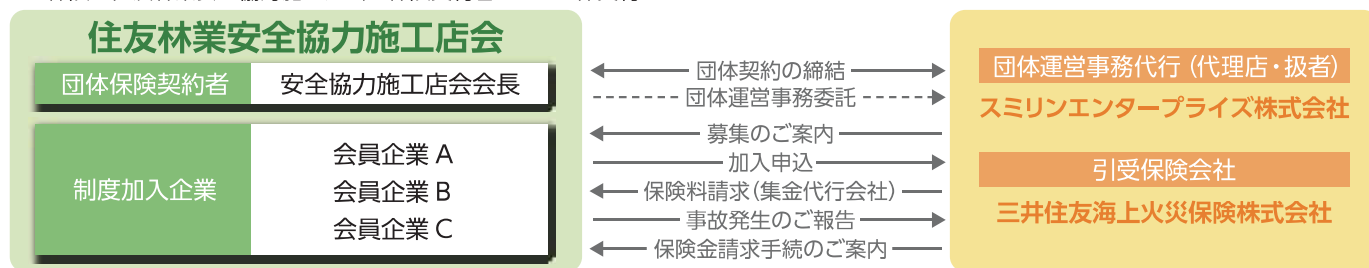 住友林業安全協力施工店会
団体保険契約者
安全協力施工店会会長
制度加入企業
会員企業 A
会員企業 B
会員企業 C
団体契約の締結
団体運営事務委託
募集のご案内
加入申込
保険料請求(集金代行会社)
事故発生のご報告
保険金請求手続のご案内
団体運営事務代行(代理店・扱者)
スミリンエンタープライズ株式会社
引受保険会社
三井住友海上火災保険株式会社